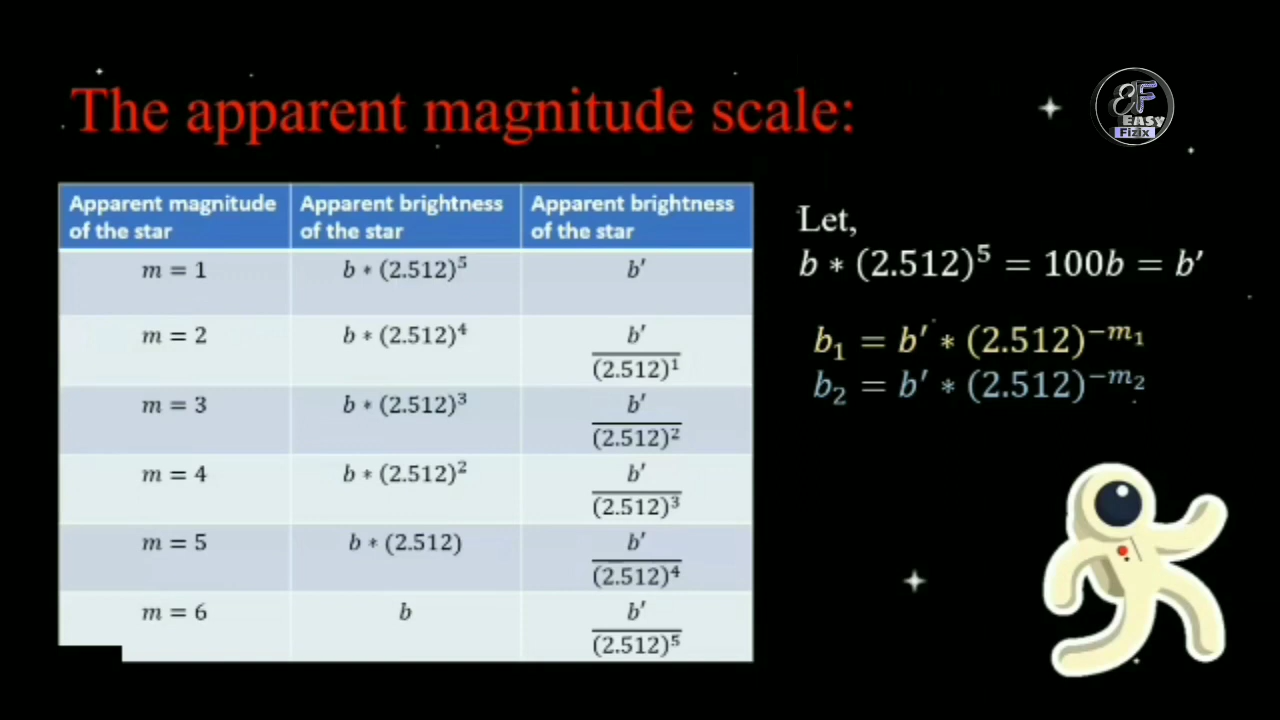 The apparent magnitude scale:
EF
EASY
Fizix
Apparent magnitude of the star | Apparent brightness of the star | Apparent brightness of the star
m = 1 | b * (2.512)⁵ | b′
m = 2 | b * (2.512)⁴ | b′/(2.512)¹
m = 3 | b * (2.512)³ | b′/(2.512)²
m = 4 | b * (2.512)² | b′/(2.512)³
m = 5 | b * (2.512) | b′/(2.512)⁴
m = 6 | b | b′/(2.512)⁵
Let,
b * (2.512)⁵ = 100b = b′
b₁ = b′ * (2.512)^−m₁
b₂ = b′ * (2.512)^−m₂